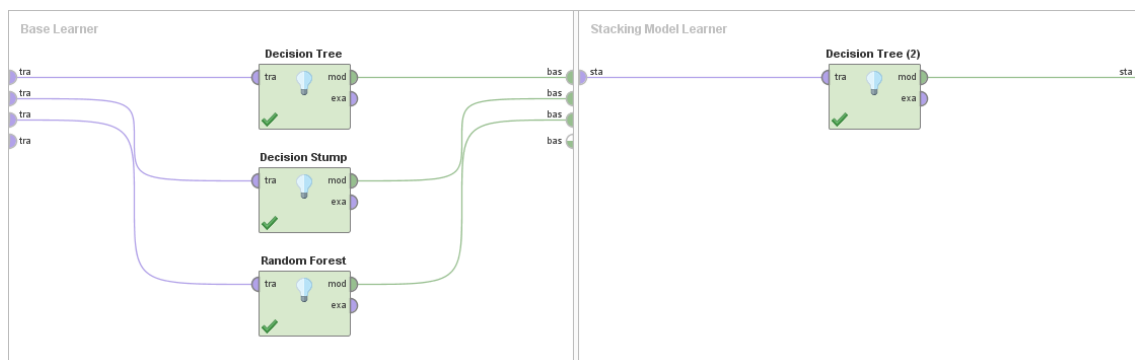 Base Learner
Stacking Model Learner
Decision Tree
Decision Tree (2)
tra
tra mod
bas
sta
tra mod
sta
tra
exa
bas
exa
tra
bas
tra
bas
Decision Stump
tra mod
exa
Random Forest
tra mod
exa